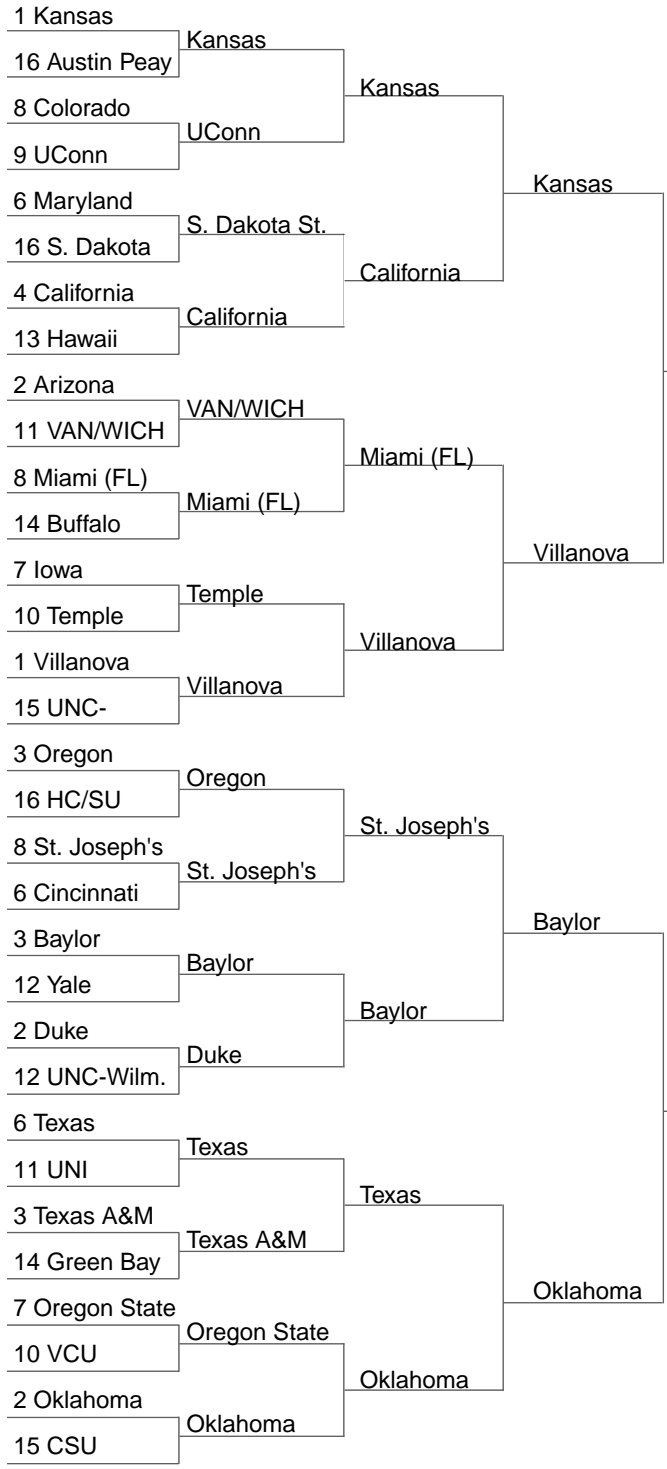 1 Kansas
16 Austin Peay
8 Colorado
9 UConn
6 Maryland
16 S. Dakota
4 California
13 Hawaii
2 Arizona
11 VAN/WICH
8 Miami (FL)
14 Buffalo
7 Iowa
10 Temple
1 Villanova
15 UNC-
3 Oregon
16 HC/SU
8 St. Joseph's
6 Cincinnati
3 Baylor
12 Yale
2 Duke
12 UNC-Wilm.
6 Texas
11 UNI
3 Texas A&M
14 Green Bay
7 Oregon State
10 VCU
2 Oklahoma
15 CSU
Kansas
UConn
S. Dakota St.
California
VAN/WICH
Miami (FL)
Temple
Villanova
Oregon
St. Joseph's
Baylor
Duke
Texas
Texas A&M
Oregon State
Oklahoma
Kansas
California
Miami (FL)
Villanova
St. Joseph's
Baylor
Texas
Oklahoma
Kansas
Villanova
Baylor
Oklahoma